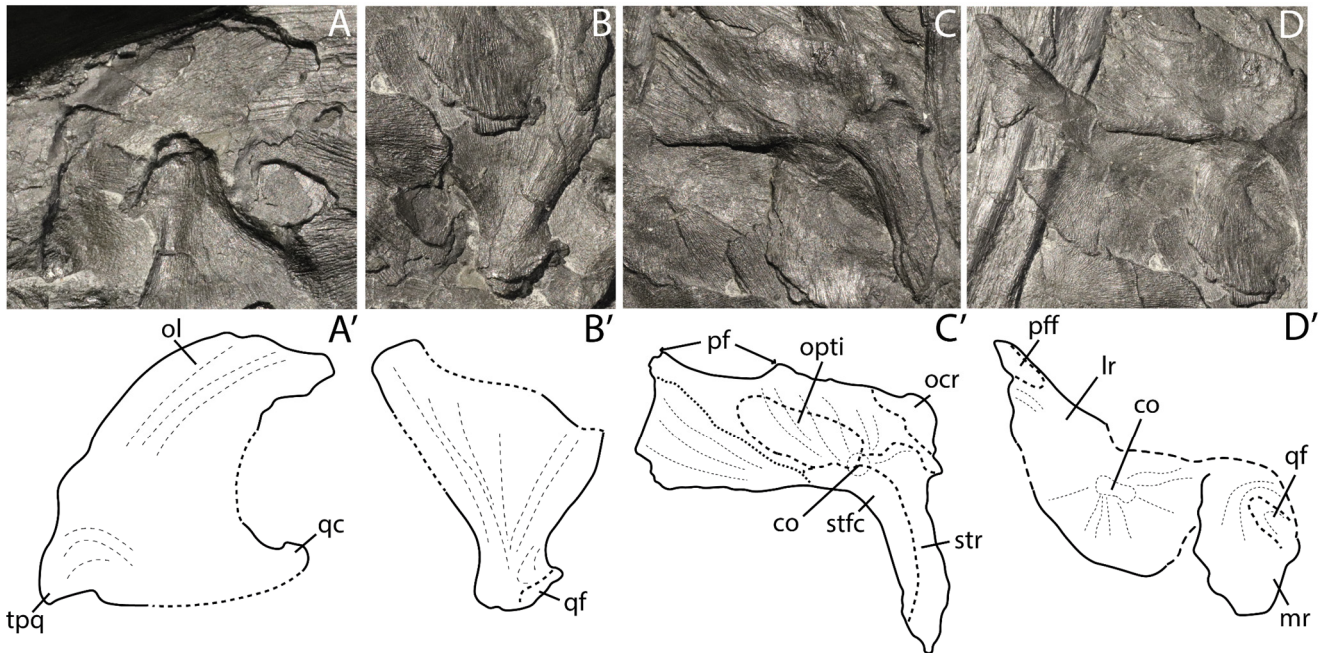 A
B
C
D
A′
B′
C′
D′
ol
qc
tpq
qf
pf
opti
ocr
co
stfc
str
pff
lr
co
qf
mr